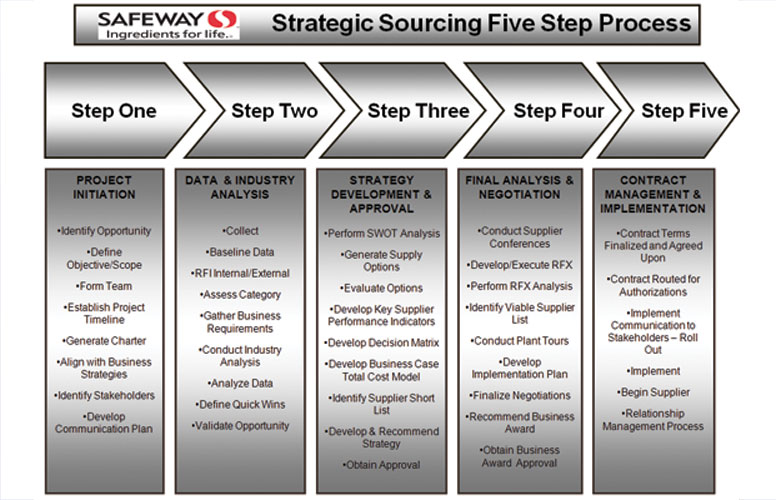 SAFEWAY
Ingredients for life..
Strategic Sourcing Five Step Process
Step One
Step Two
Step Three
Step Four
Step Five
PROJECT
INITIATION
•Identify Opportunity
•Define
Objective/Scope
•Form Team
•Establish Project
Timeline
•Generate Charter
•Align with Business
Strategies
•Identify Stakeholders
•Develop
Communication Plan
DATA & INDUSTRY
ANALYSIS
•Collect
•Baseline Data
•RFI Internal/External
•Assess Category
•Gather Business
Requirements
•Conduct Industry
Analysis
•Analyze Data
•Define Quick Wins
•Validate Opportunity
STRATEGY
DEVELOPMENT &
APPROVAL
•Perform SWOT Analysis
•Generate Supply
Options
•Evaluate Options
•Develop Key Supplier
Performance Indicators
•Develop Decision Matrix
•Develop Business Case
Total Cost Model
•Identify Supplier Short
List
•Develop & Recommend
Strategy
•Obtain Approval
FINAL ANALYSIS &
NEGOTIATION
•Conduct Supplier
Conferences
•Develop/Execute RFX
•Perform RFX Analysis
•Identify Viable Supplier
List
•Conduct Plant Tours
•Develop
Implementation Plan
•Finalize Negotiations
•Recommend Business
Award
•Obtain Business
Award Approval
CONTRACT
MANAGEMENT &
IMPLEMENTATION
•Contract Terms
Finalized and Agreed
Upon
•Contract Routed for
Authorizations
•Implement
Communication to
Stakeholders – Roll
Out
•Implement
•Begin Supplier
•Relationship
Management Process